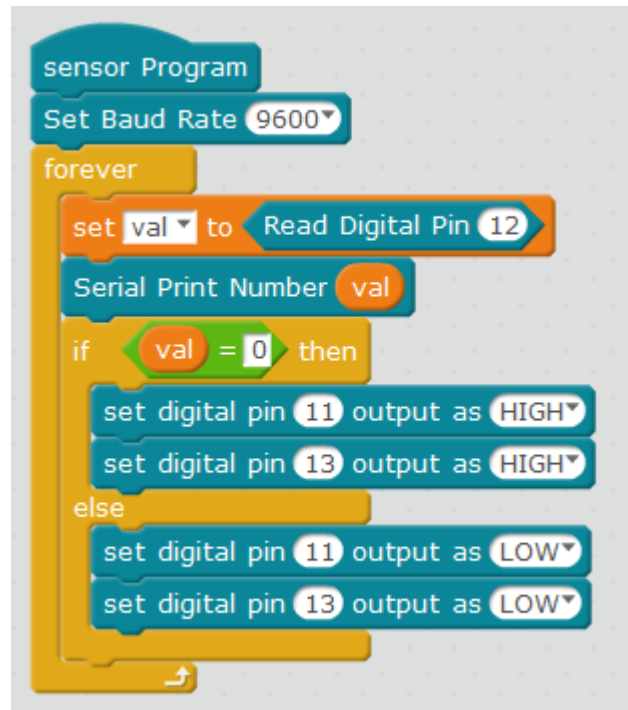 sensor Program
Set Baud Rate 9600
forever
set val to Read Digital Pin 12
Serial Print Number val
if val = 0 then
set digital pin 11 output as HIGH
set digital pin 13 output as HIGH
else
set digital pin 11 output as LOW
set digital pin 13 output as LOW